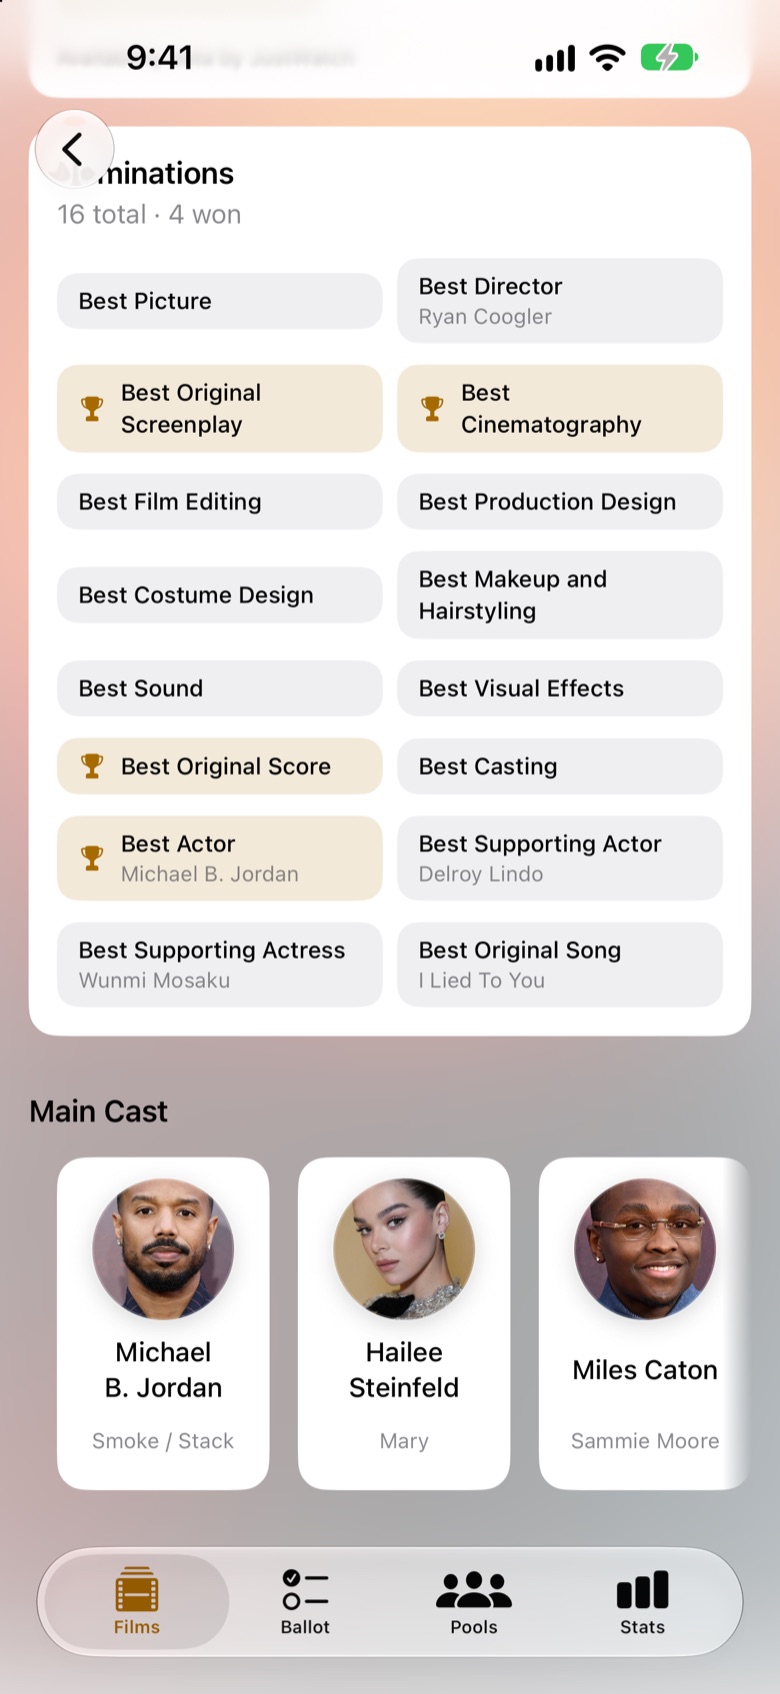 9:41
minations
16 total · 4 won
Best Picture
Best Director
Ryan Coogler
Best Original
Screenplay
Best
Cinematography
Best Film Editing
Best Production Design
Best Costume Design
Best Makeup and
Hairstyling
Best Sound
Best Visual Effects
Best Original Score
Best Casting
Best Actor
Michael B. Jordan
Best Supporting Actor
Delroy Lindo
Best Supporting Actress
Wunmi Mosaku
Best Original Song
I Lied To You
Main Cast
Michael
B. Jordan
Smoke / Stack
Hailee
Steinfeld
Mary
Miles Caton
Sammie Moore
Films
Ballot
Pools
Stats